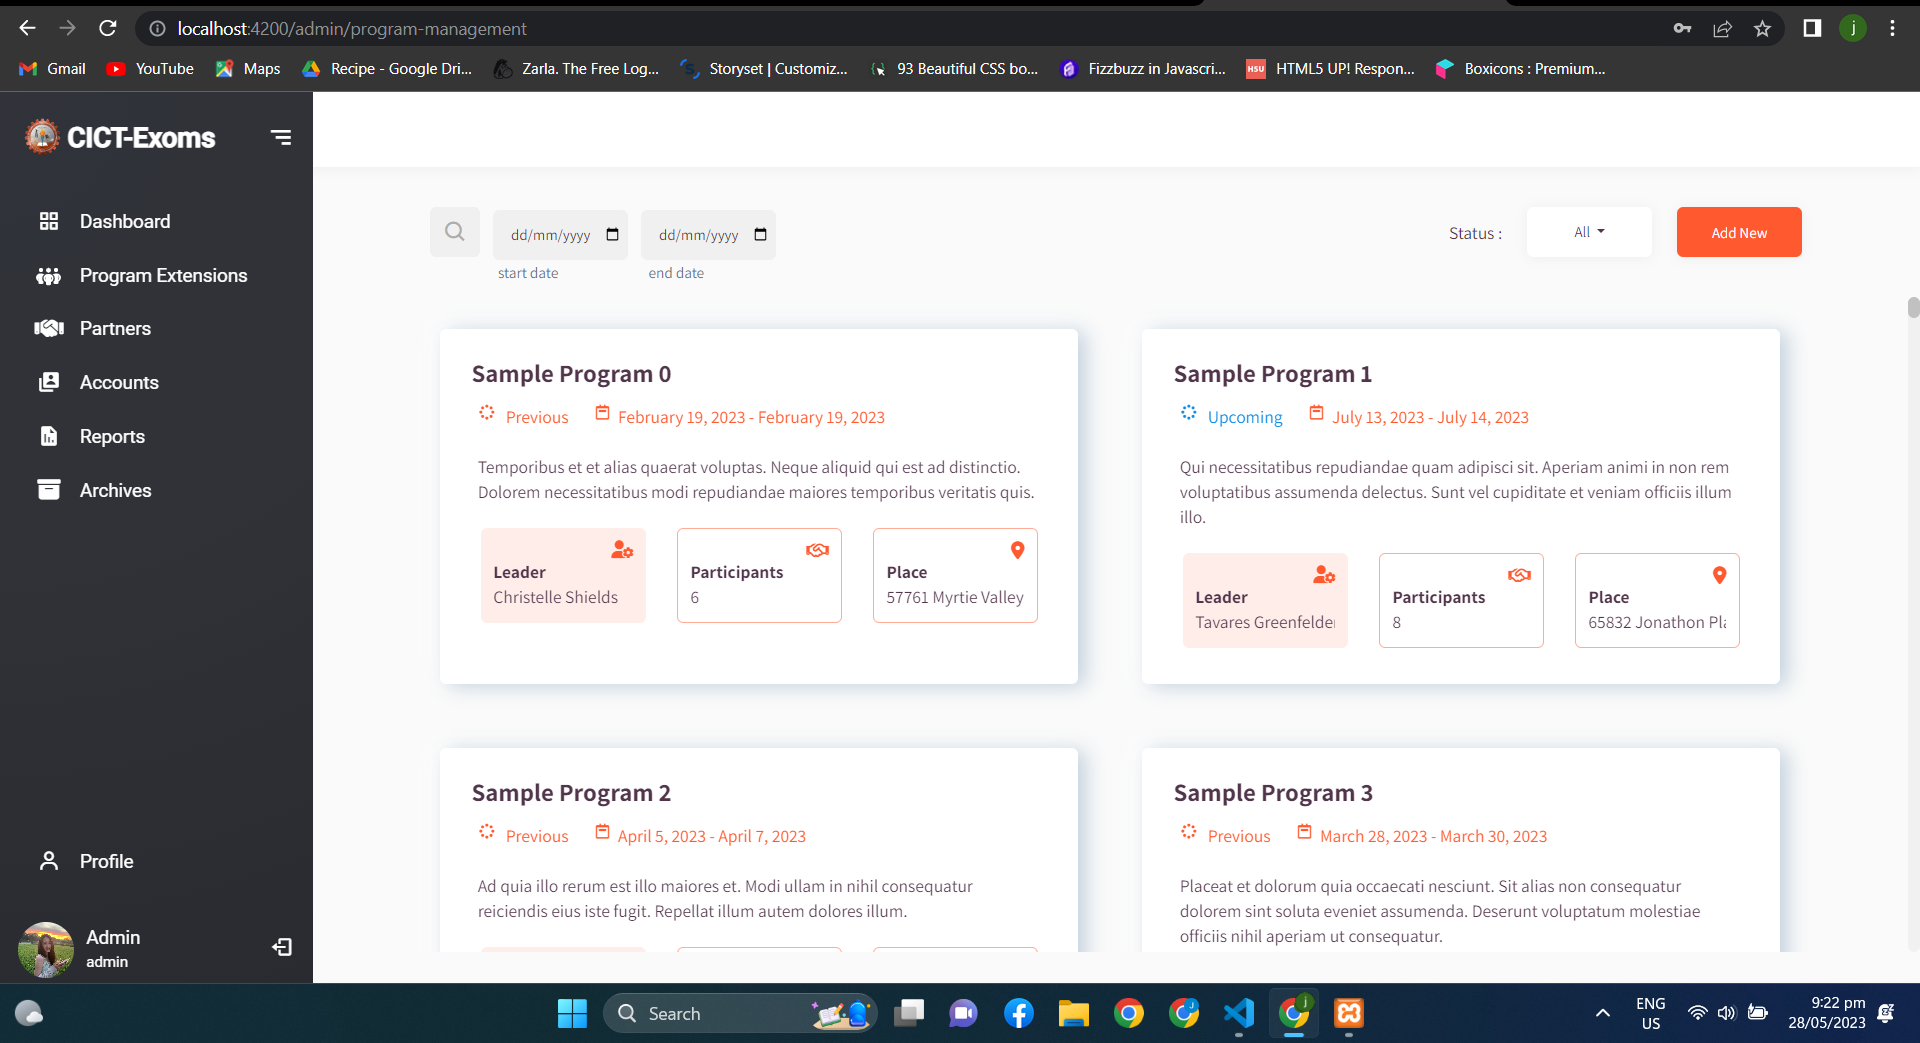 localhost:4200/admin/program-management
j
Gmail
YouTube
Maps
Recipe - Google Dri...
Zarla. The Free Log...
Storyset | Customiz...
93 Beautiful CSS bo...
Fizzbuzz in Javascri...
HSU
HTML5 UP! Respon...
Boxicons : Premium...
CICT-Exoms
Dashboard
Program Extensions
Partners
Accounts
Reports
Archives
Profile
Admin
admin
dd/mm/yyyy
start date
dd/mm/yyyy
end date
Status :
All
Add New
Sample Program 0
Previous
February 19, 2023 - February 19, 2023
Temporibus et et alias quaerat voluptas. Neque aliquid qui est ad distinctio.
Dolorem necessitatibus modi repudiandae maiores temporibus veritatis quis.
Leader
Christelle Shields
Participants
6
Place
57761 Myrtie Valley
Sample Program 1
Upcoming
July 13, 2023 - July 14, 2023
Qui necessitatibus repudiandae quam adipisci sit. Aperiam animi in non rem
voluptatibus assumenda delectus. Sunt vel cupiditate et veniam officiis illum
illo.
Leader
Tavares Greenfelder
Participants
8
Place
65832 Jonathon Pla
Sample Program 2
Previous
April 5, 2023 - April 7, 2023
Ad quia illo rerum est illo maiores et. Modi ullam in nihil consequatur
reiciendis eius iste fugit. Repellat illum autem dolores illum.
Sample Program 3
Previous
March 28, 2023 - March 30, 2023
Placeat et dolorum quia occaecati nesciunt. Sit alias non consequatur
dolorem sint soluta eveniet assumenda. Deserunt voluptatum molestiae
officiis nihil aperiam ut consequatur.
Search
J
j
ENG
US
9:22 pm
28/05/2023